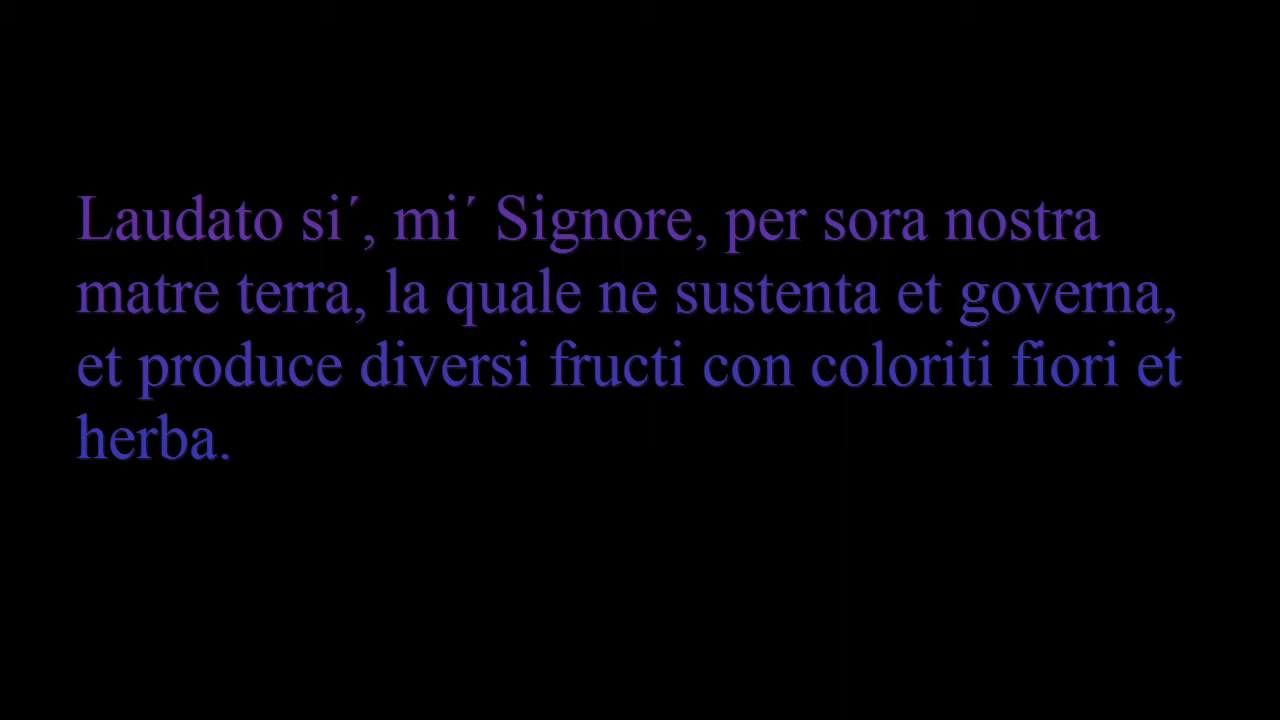 Laudato si´, mi´ Signore, per sora nostra
matre terra, la quale ne sustenta et governa,
et produce diversi fructi con coloriti fiori et
herba.